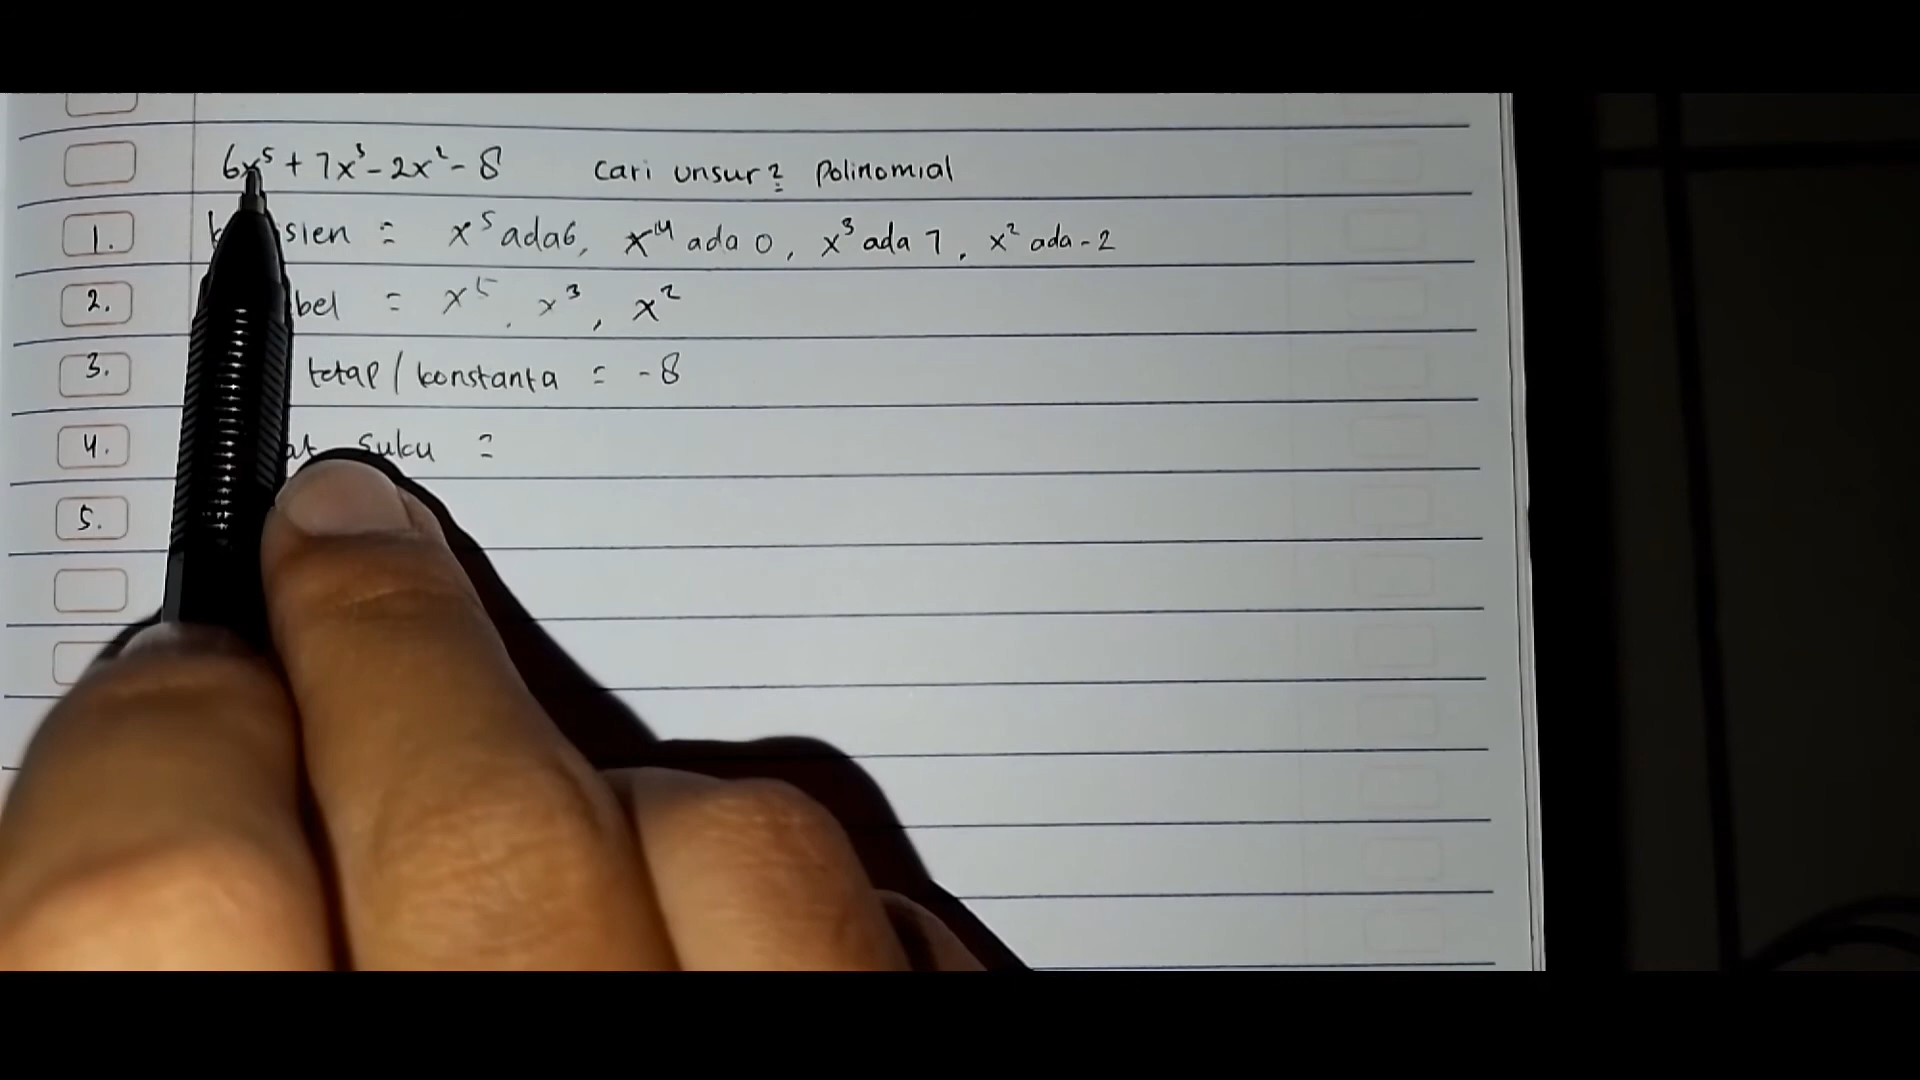 6x⁵ + 7x³ - 2x² - 8 Cari unsur2 Polinomial
1. sien = x⁵ ada 6, x⁴ ada 0, x³ ada 7, x² ada -2
2. bel = x⁵, x³, x²
3. tetap / konstanta = -8
4. at suku =
5.